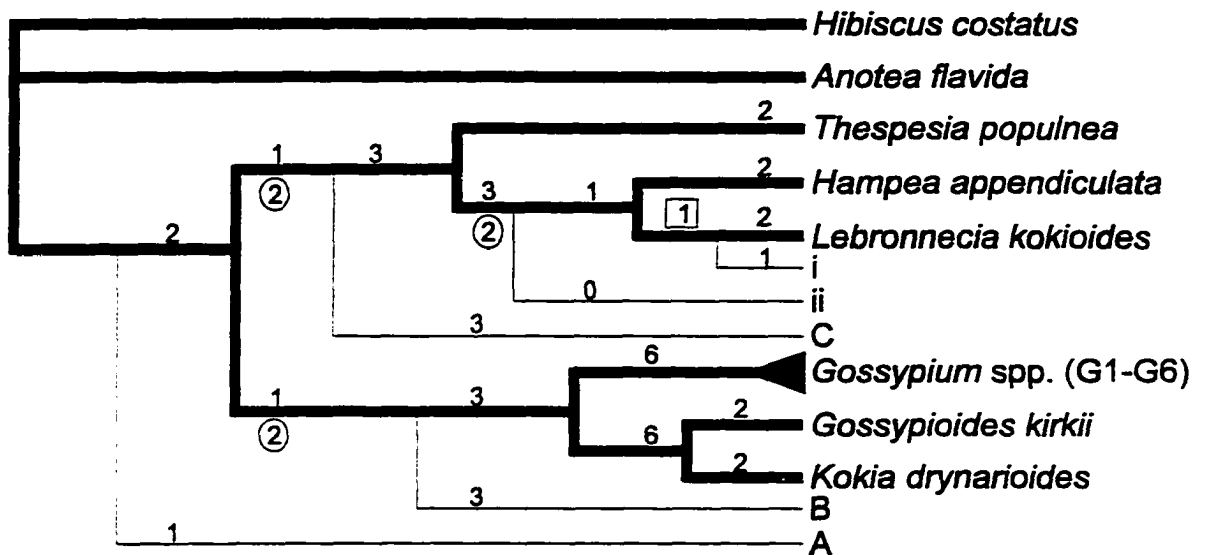 Hibiscus costatus
Anotea flavida
2 Thespesia populnea
1 3
② 2 Hampea appendiculata
3 1
② 1 2 Lebronnecia kokioides
2
1 i
0 ii
3 C
6 Gossypium spp. (G1-G6)
1 3
② 2 Gossypioides kirkii
6
2 Kokia drynarioides
3 B
1 A